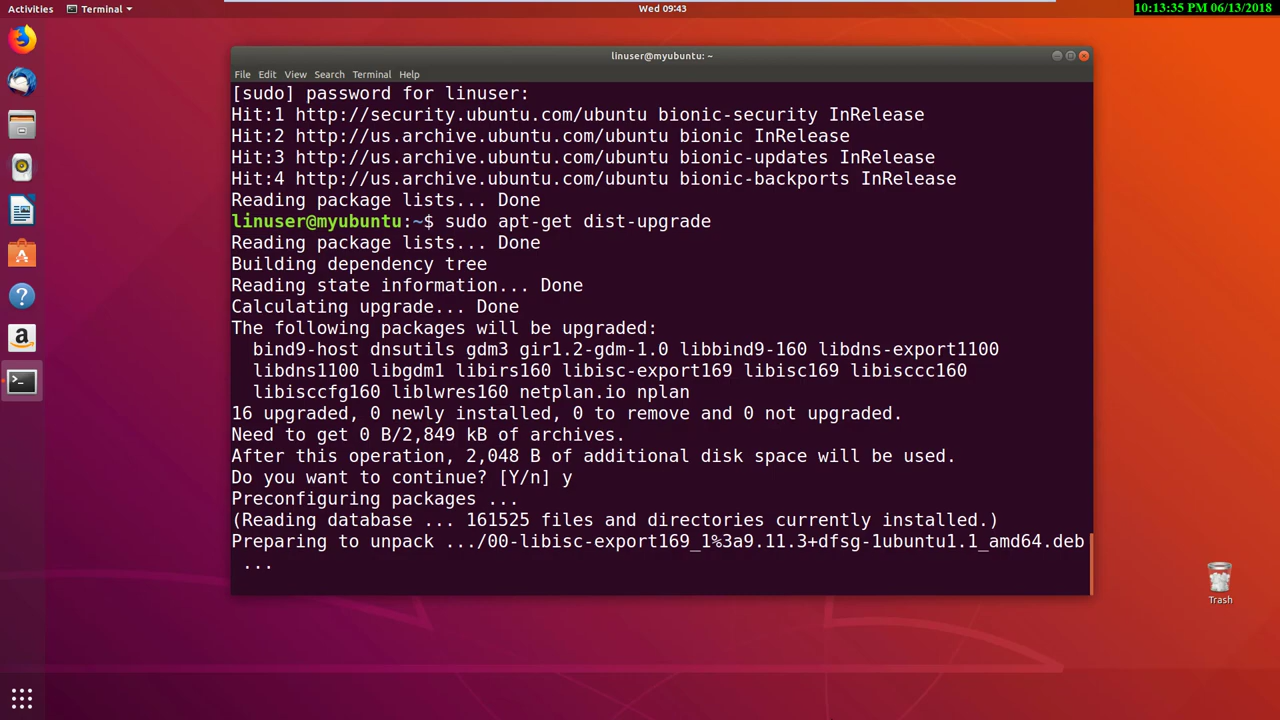 Activities
Terminal
Wed 09:43
10:13:35 PM 06/13/2018
linuser@myubuntu: ~
File Edit View Search Terminal Help
[sudo] password for linuser:
Hit:1 http://security.ubuntu.com/ubuntu bionic-security InRelease
Hit:2 http://us.archive.ubuntu.com/ubuntu bionic InRelease
Hit:3 http://us.archive.ubuntu.com/ubuntu bionic-updates InRelease
Hit:4 http://us.archive.ubuntu.com/ubuntu bionic-backports InRelease
Reading package lists... Done
linuser@myubuntu:~$ sudo apt-get dist-upgrade
Reading package lists... Done
Building dependency tree
Reading state information... Done
Calculating upgrade... Done
The following packages will be upgraded:
  bind9-host dnsutils gdm3 gir1.2-gdm-1.0 libbind9-160 libdns-export1100
  libdns1100 libgdm1 libirs160 libisc-export169 libisc169 libisccc160
  libisccfg160 liblwres160 netplan.io nplan
16 upgraded, 0 newly installed, 0 to remove and 0 not upgraded.
Need to get 0 B/2,849 kB of archives.
After this operation, 2,048 B of additional disk space will be used.
Do you want to continue? [Y/n] y
Preconfiguring packages ...
(Reading database ... 161525 files and directories currently installed.)
Preparing to unpack .../00-libisc-export169_1%3a9.11.3+dfsg-1ubuntu1.1_amd64.deb
 ...
Trash